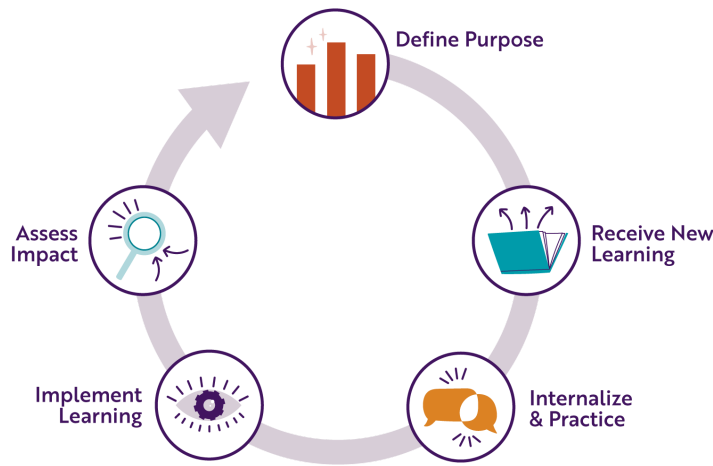 Define Purpose
Receive New
Learning
Internalize
& Practice
Implement
Learning
Assess
Impact